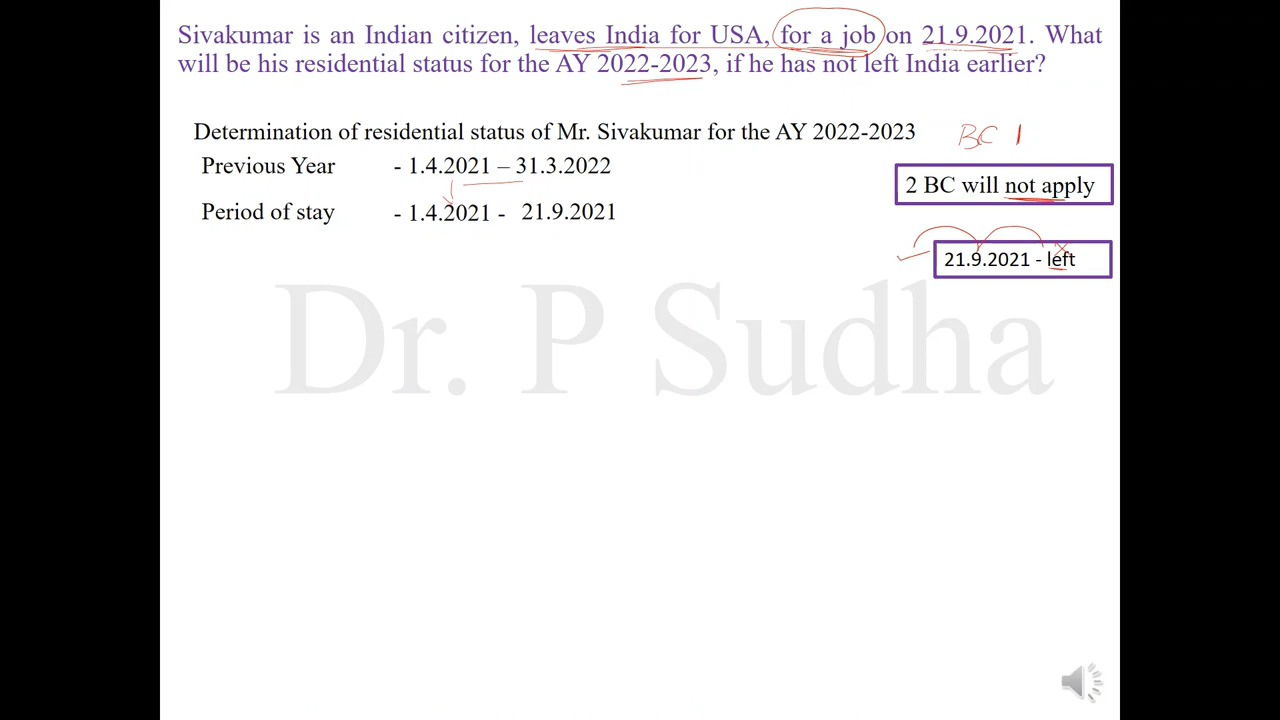 Sivakumar is an Indian citizen, leaves India for USA, for a job on 21.9.2021. What
will be his residential status for the AY 2022-2023, if he has not left India earlier?
Determination of residential status of Mr. Sivakumar for the AY 2022-2023
BC 1
Previous Year - 1.4.2021 – 31.3.2022
2 BC will not apply
Period of stay - 1.4.2021 - 21.9.2021
21.9.2021 - left
Dr. P Sudha